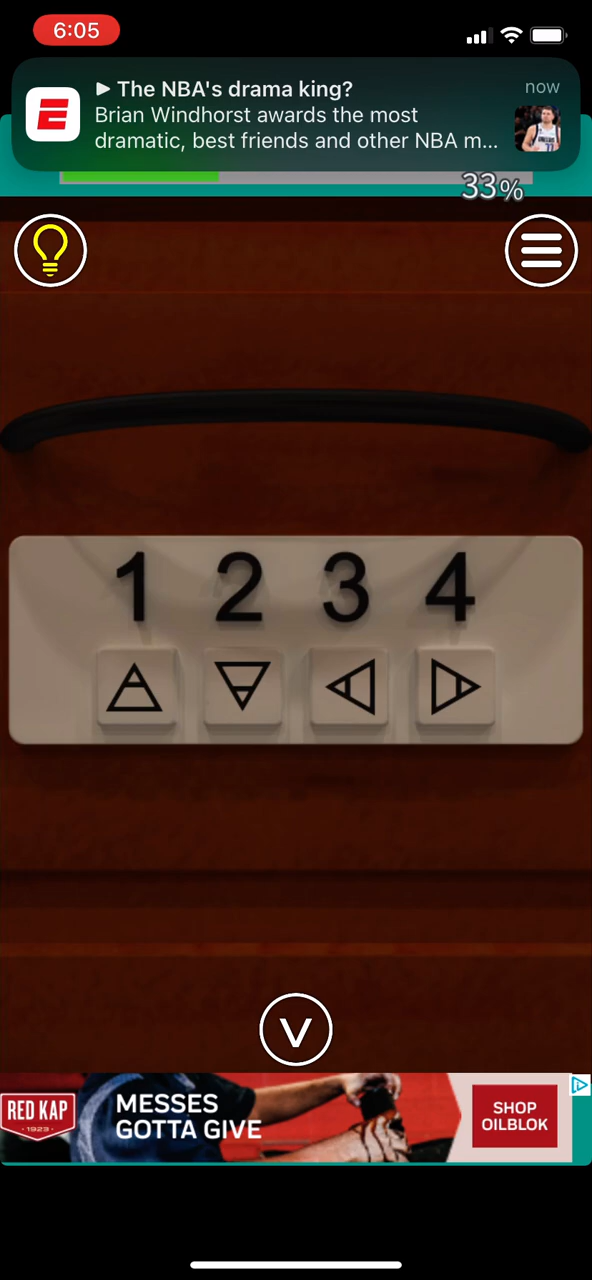 6:05
▶ The NBA's drama king?
now
Brian Windhorst awards the most
dramatic, best friends and other NBA m...
33%
1 2 3 4
V
RED KAP
·1923·
MESSES
GOTTA GIVE
SHOP
OILBLOK